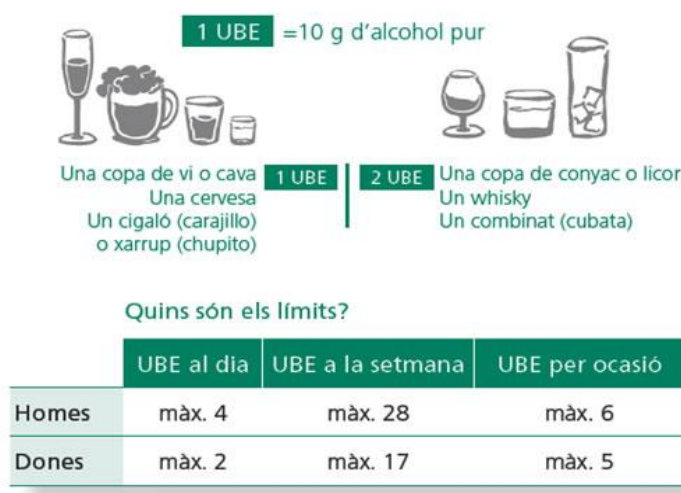 1 UBE =10 g d'alcohol pur
Una copa de vi o cava
Una cervesa
Un cigaló (carajillo)
o xarrup (chupito)
1 UBE
2 UBE
Una copa de conyac o licor
Un whisky
Un combinat (cubata)
Quins són els límits?
UBE al dia UBE a la setmana UBE per ocasió
Homes màx. 4 màx. 28 màx. 6
Dones màx. 2 màx. 17 màx. 5